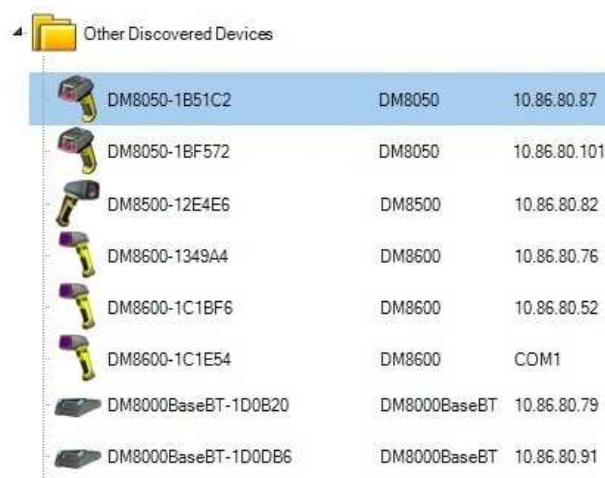 Other Discovered Devices
DM8050-1B51C2 DM8050 10.86.80.87
DM8050-1BF572 DM8050 10.86.80.101
DM8500-12E4E6 DM8500 10.86.80.82
DM8600-1349A4 DM8600 10.86.80.76
DM8600-1C1BF6 DM8600 10.86.80.52
DM8600-1C1E54 DM8600 COM1
DM8000BaseBT-1D0B20 DM8000BaseBT 10.86.80.79
DM8000BaseBT-1D0DB6 DM8000BaseBT 10.86.80.91